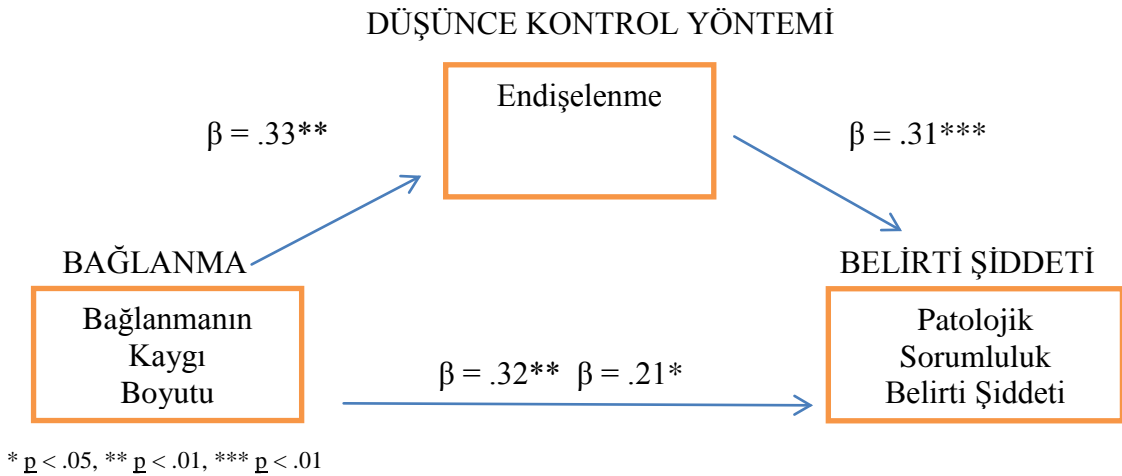 DÜŞÜNCE KONTROL YÖNTEMİ
Endişelenme
β = .33**
β = .31***
BAĞLANMA
BELİRTİ ŞİDDETİ
Bağlanmanın
Kaygı
Boyutu
β = .32** β = .21*
Patolojik
Sorumluluk
Belirti Şiddeti
* p < .05, ** p < .01, *** p < .01